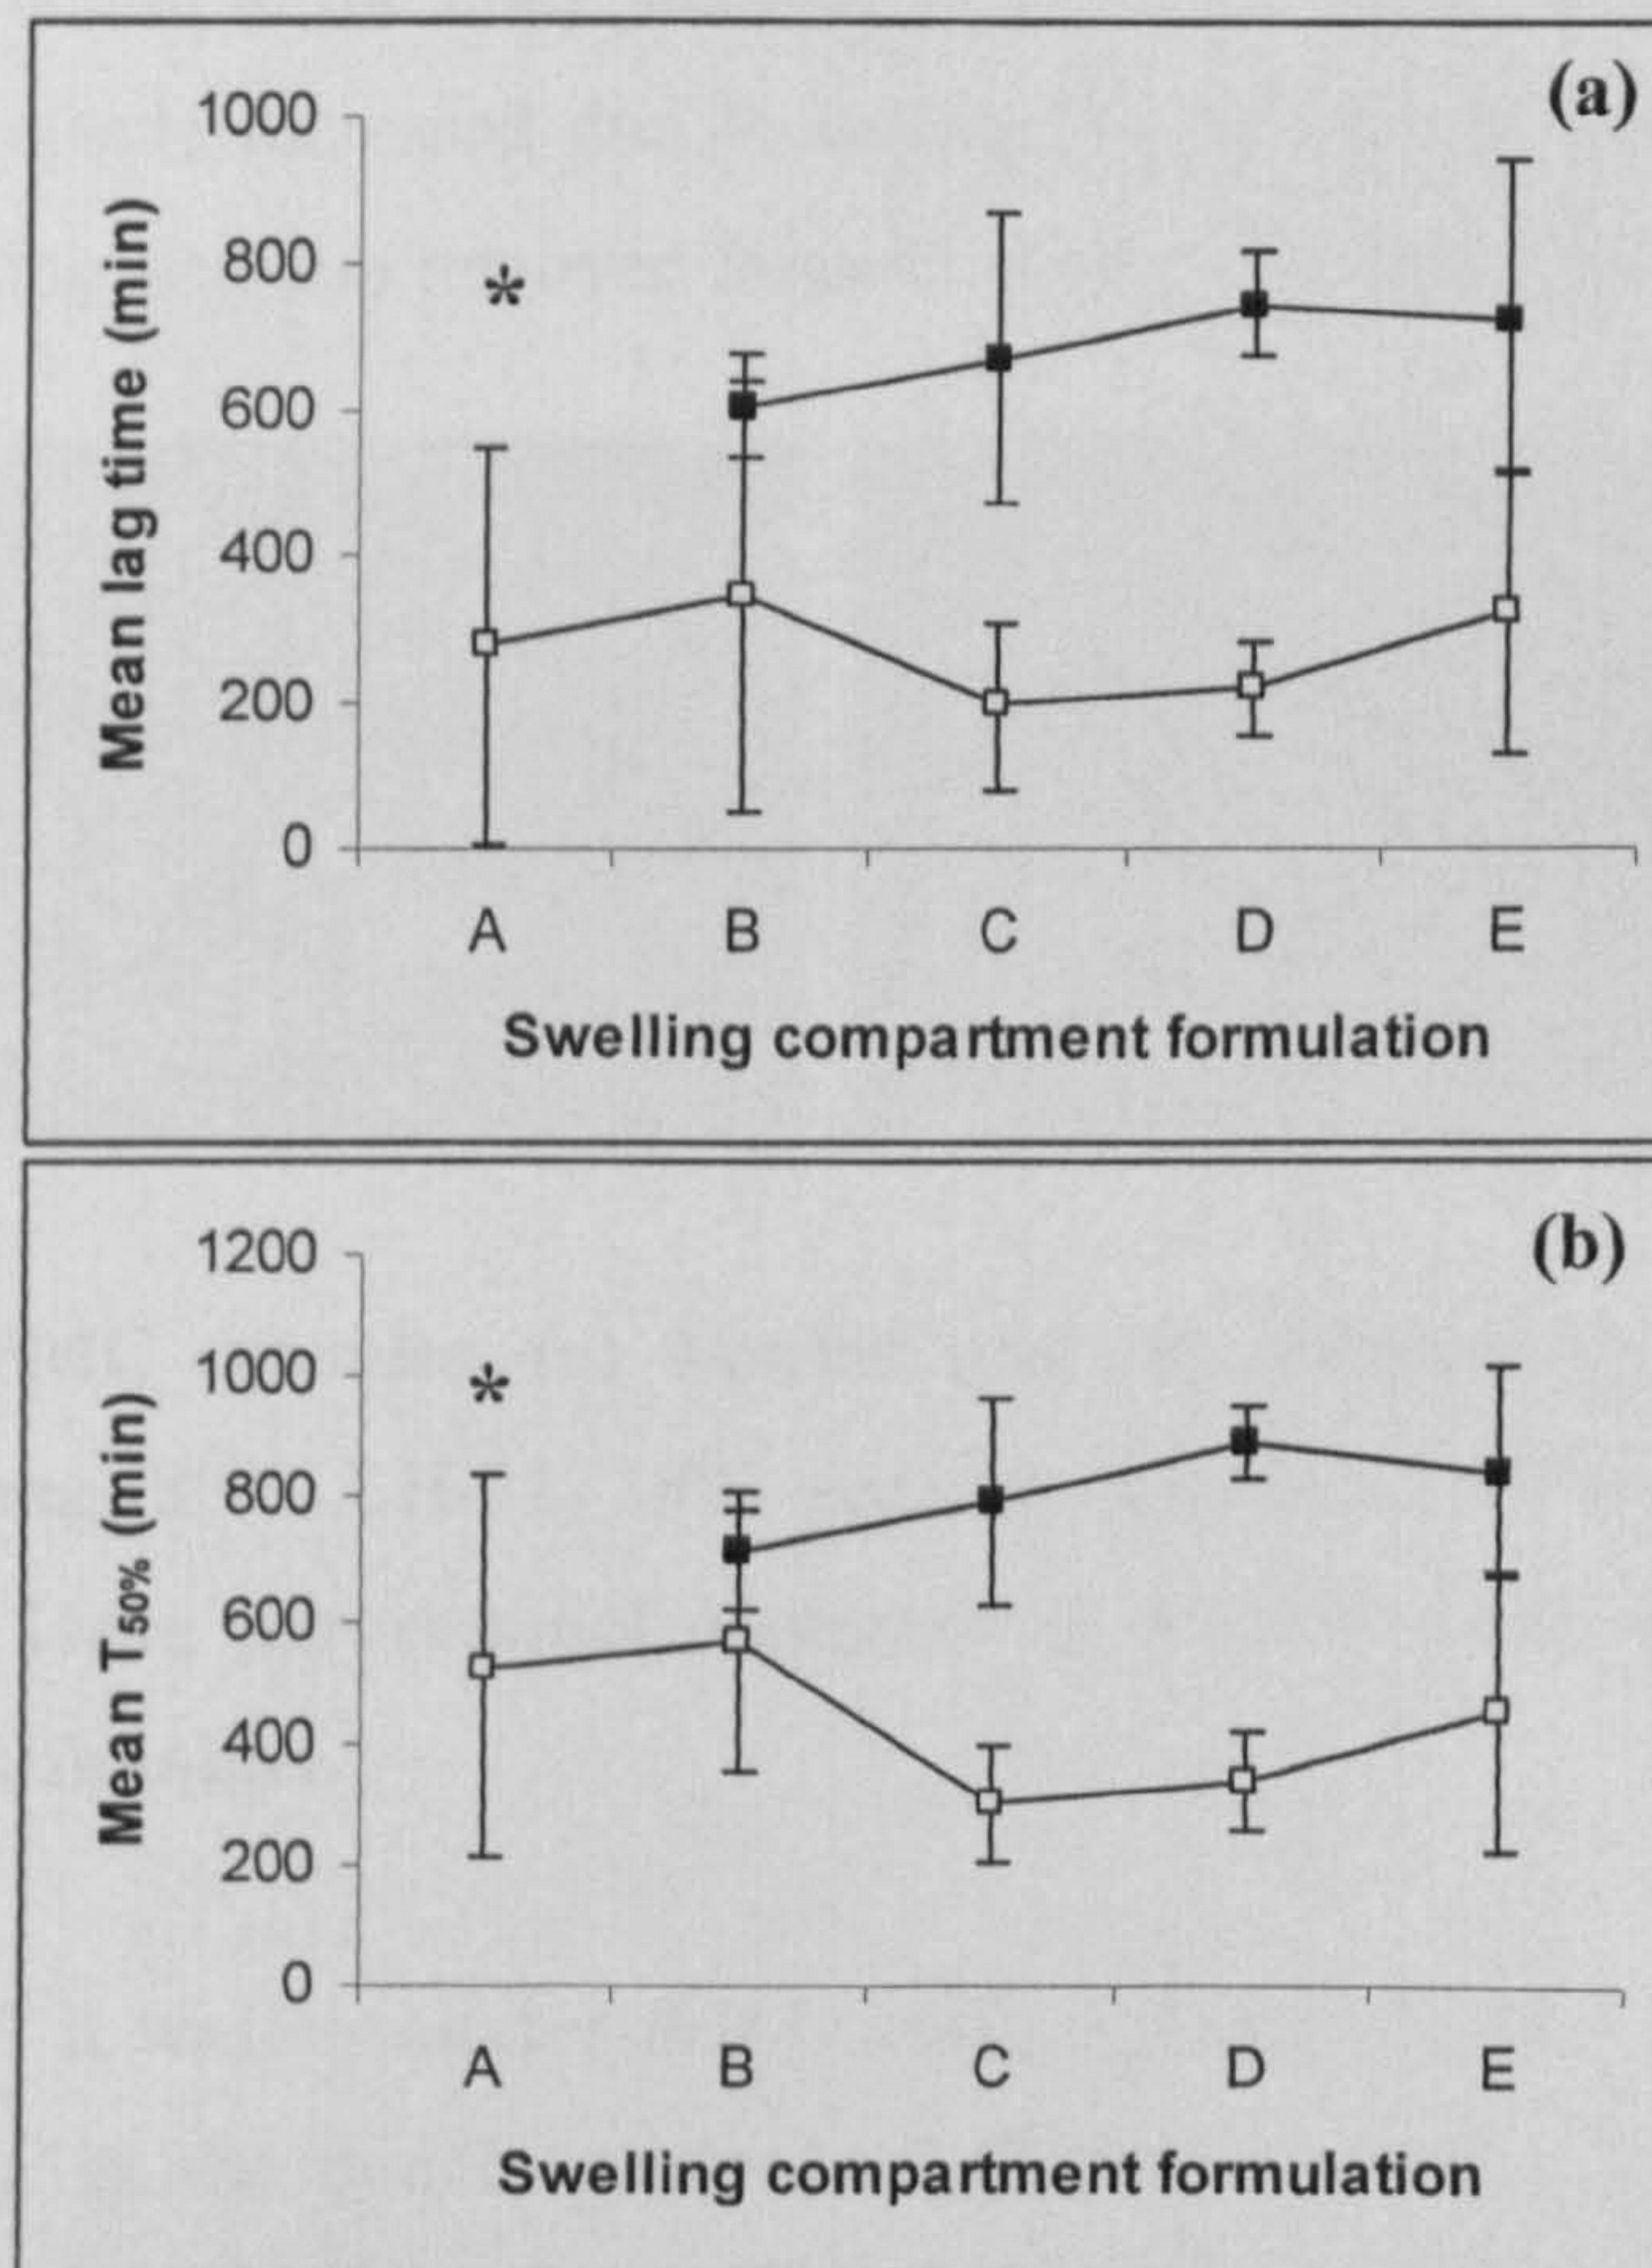 (a)
1000
800
600
400
200
0
Mean lag time (min)
*
A B C D E
Swelling compartment formulation
(b)
1200
1000
800
600
400
200
0
Mean T50% (min)
*
A B C D E
Swelling compartment formulation